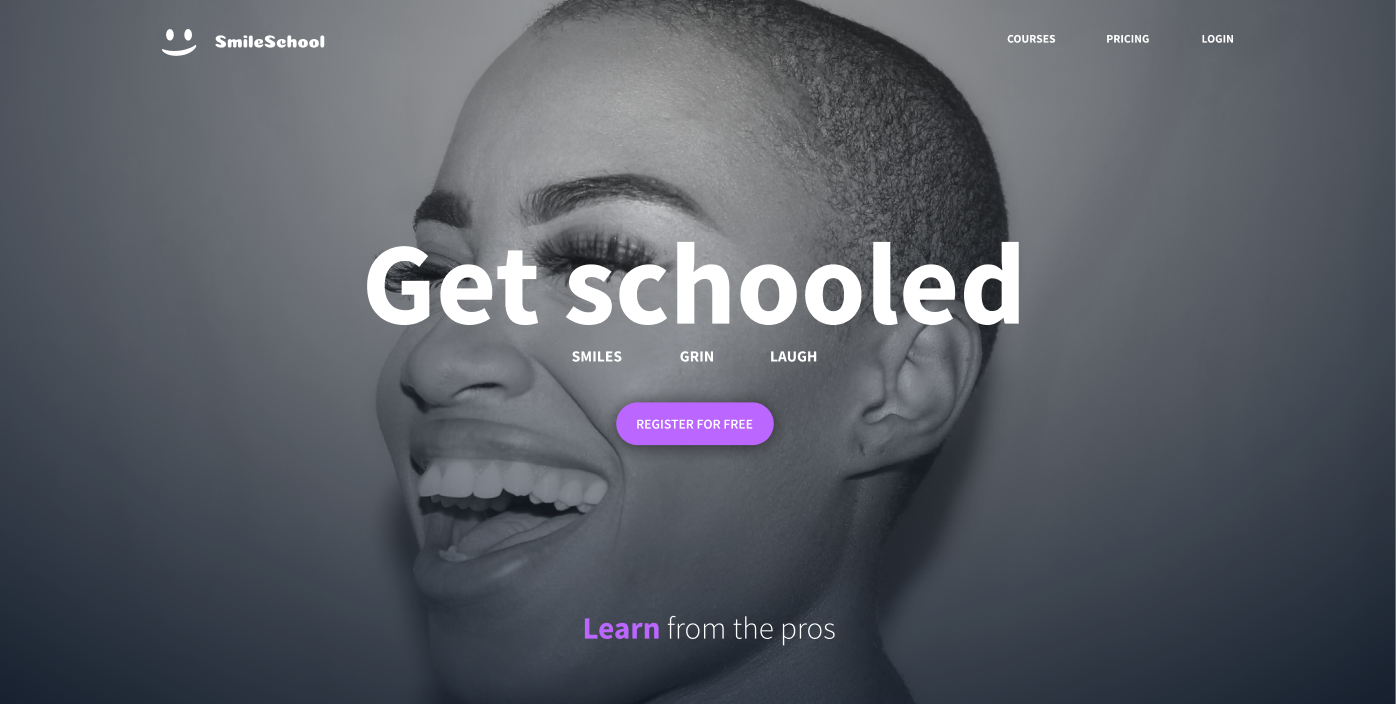 SmileSchool
COURSES PRICING LOGIN
Get schooled
SMILES GRIN LAUGH
REGISTER FOR FREE
Learn from the pros